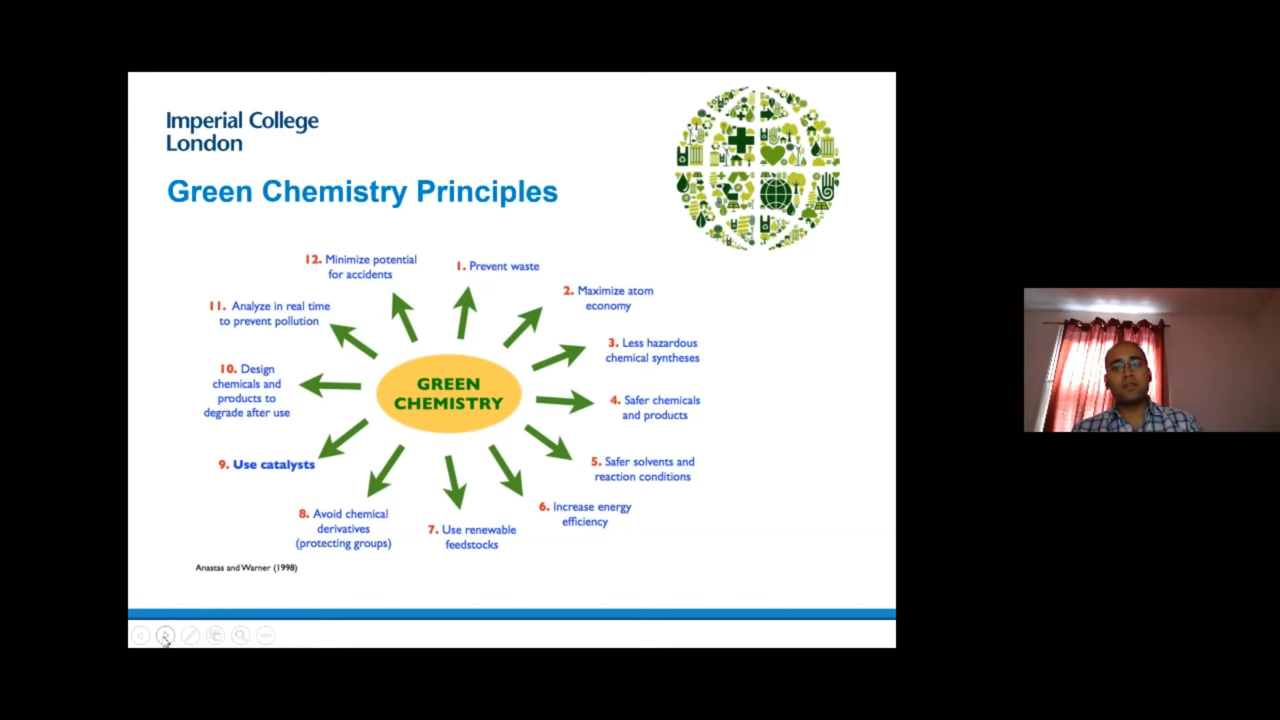 Imperial College
London
Green Chemistry Principles
12. Minimize potential
for accidents
1. Prevent waste
2. Maximize atom
economy
11. Analyze in real time
to prevent pollution
3. Less hazardous
chemical syntheses
10. Design
chemicals and
products to
degrade after use
GREEN
CHEMISTRY
4. Safer chemicals
and products
9. Use catalysts
5. Safer solvents and
reaction conditions
8. Avoid chemical
derivatives
(protecting groups)
7. Use renewable
feedstocks
6. Increase energy
efficiency
Anastas and Warner (1998)